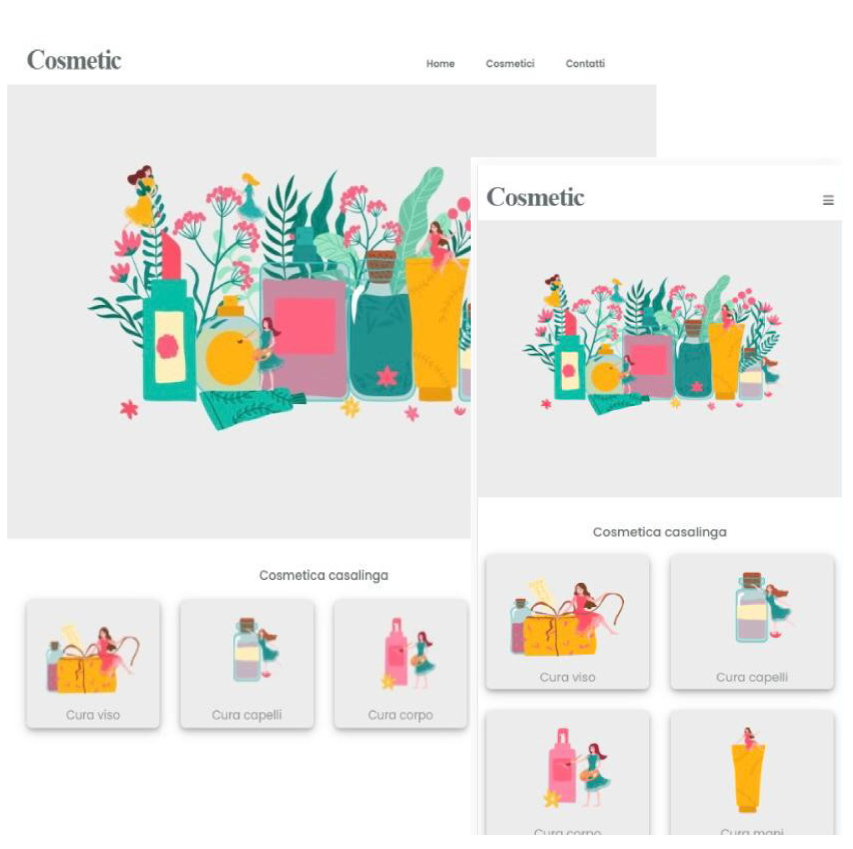 Cosmetic
Home Cosmetici Contatti
Cosmetica casalinga
Cura viso Cura capelli Cura corpo
Cosmetic
Cosmetica casalinga
Cura viso Cura capelli
Cura corpo Cura mani